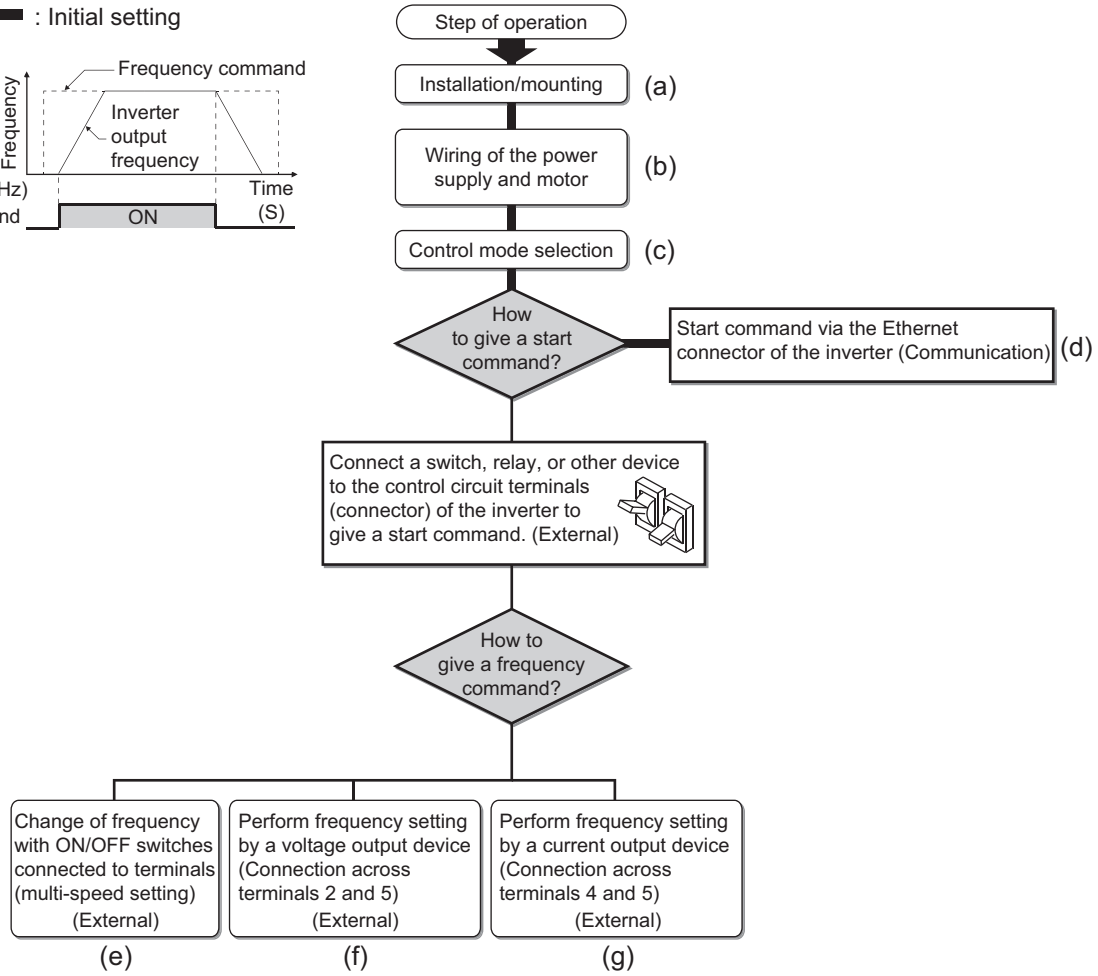 : Initial setting
Frequency command
Inverter
output
frequency
Frequency
Hz)
Time
(S)
ON
Step of operation
Installation/mounting
(a)
Wiring of the power
supply and motor
(b)
Control mode selection
(c)
How
to give a start
command?
Start command via the Ethernet
connector of the inverter (Communication)
(d)
Connect a switch, relay, or other device
to the control circuit terminals
(connector) of the inverter to
give a start command. (External)
How to
give a frequency
command?
Change of frequency
with ON/OFF switches
connected to terminals
(multi-speed setting)
(External)
(e)
Perform frequency setting
by a voltage output device
(Connection across
terminals 2 and 5)
(External)
(f)
Perform frequency setting
by a current output device
(Connection across
terminals 4 and 5)
(External)
(g)